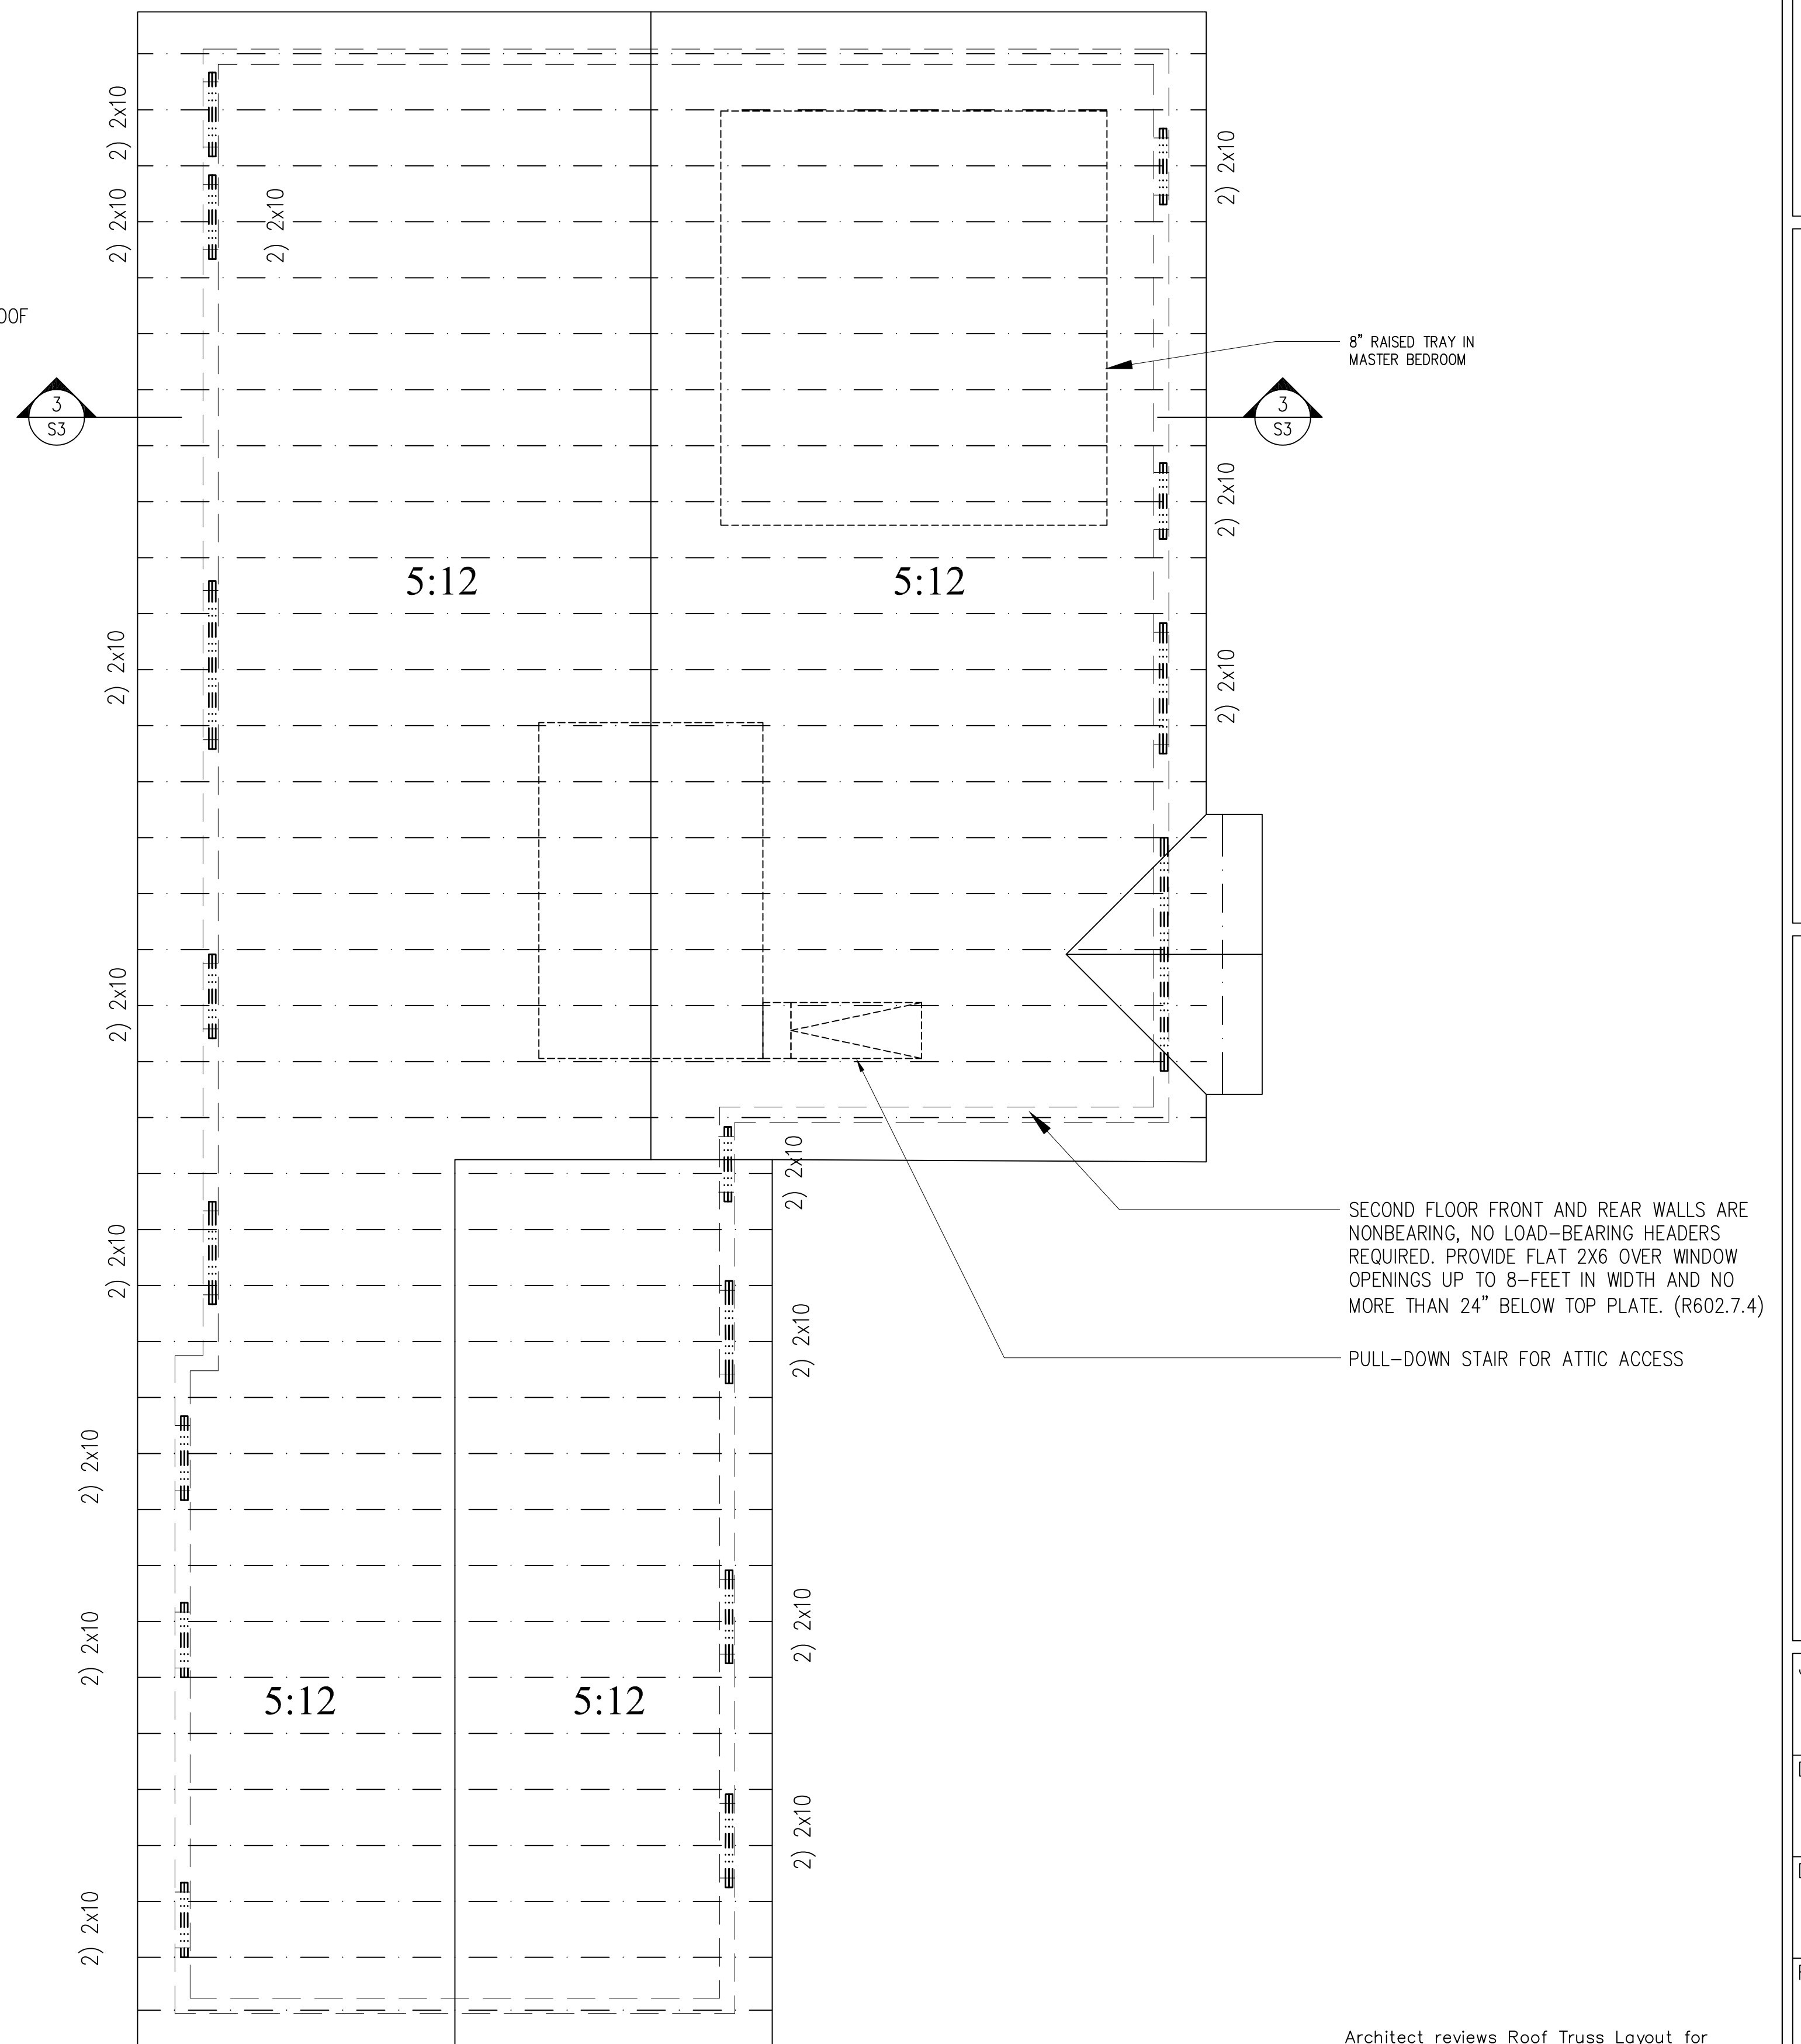 2) 2x10
2) 2x10
2) 2x10
2) 2x10
OOF
8" RAISED TRAY IN
MASTER BEDROOM
3
S3
3
S3
2) 2x10
5:12
5:12
2) 2x10
2) 2x10
2) 2x10
2) 2x10
SECOND FLOOR FRONT AND REAR WALLS ARE
NONBEARING, NO LOAD-BEARING HEADERS
REQUIRED. PROVIDE FLAT 2X6 OVER WINDOW
OPENINGS UP TO 8-FEET IN WIDTH AND NO
MORE THAN 24" BELOW TOP PLATE. (R602.7.4)
2) 2x10
2) 2x10
PULL-DOWN STAIR FOR ATTIC ACCESS
2) 2x10
2) 2x10
2) 2x10
5:12
5:12
2) 2x10
2) 2x10
Architect reviews Roof Truss Layout for